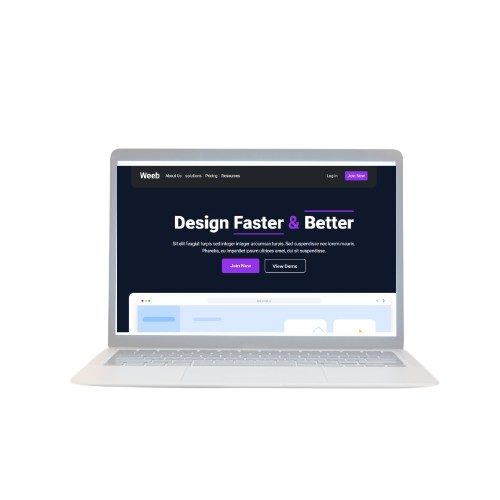 Weeb About Us solutions Pricing Resources Log In Join Now
Design Faster & Better
Sit elit feugiat turpis sed integer integer accumsan turpis. Sed suspendisse nec lorem mauris.
Pharetra, eu imperdiet ipsum ultrices amet, dui sit suspendisse.
Join Now View Demo